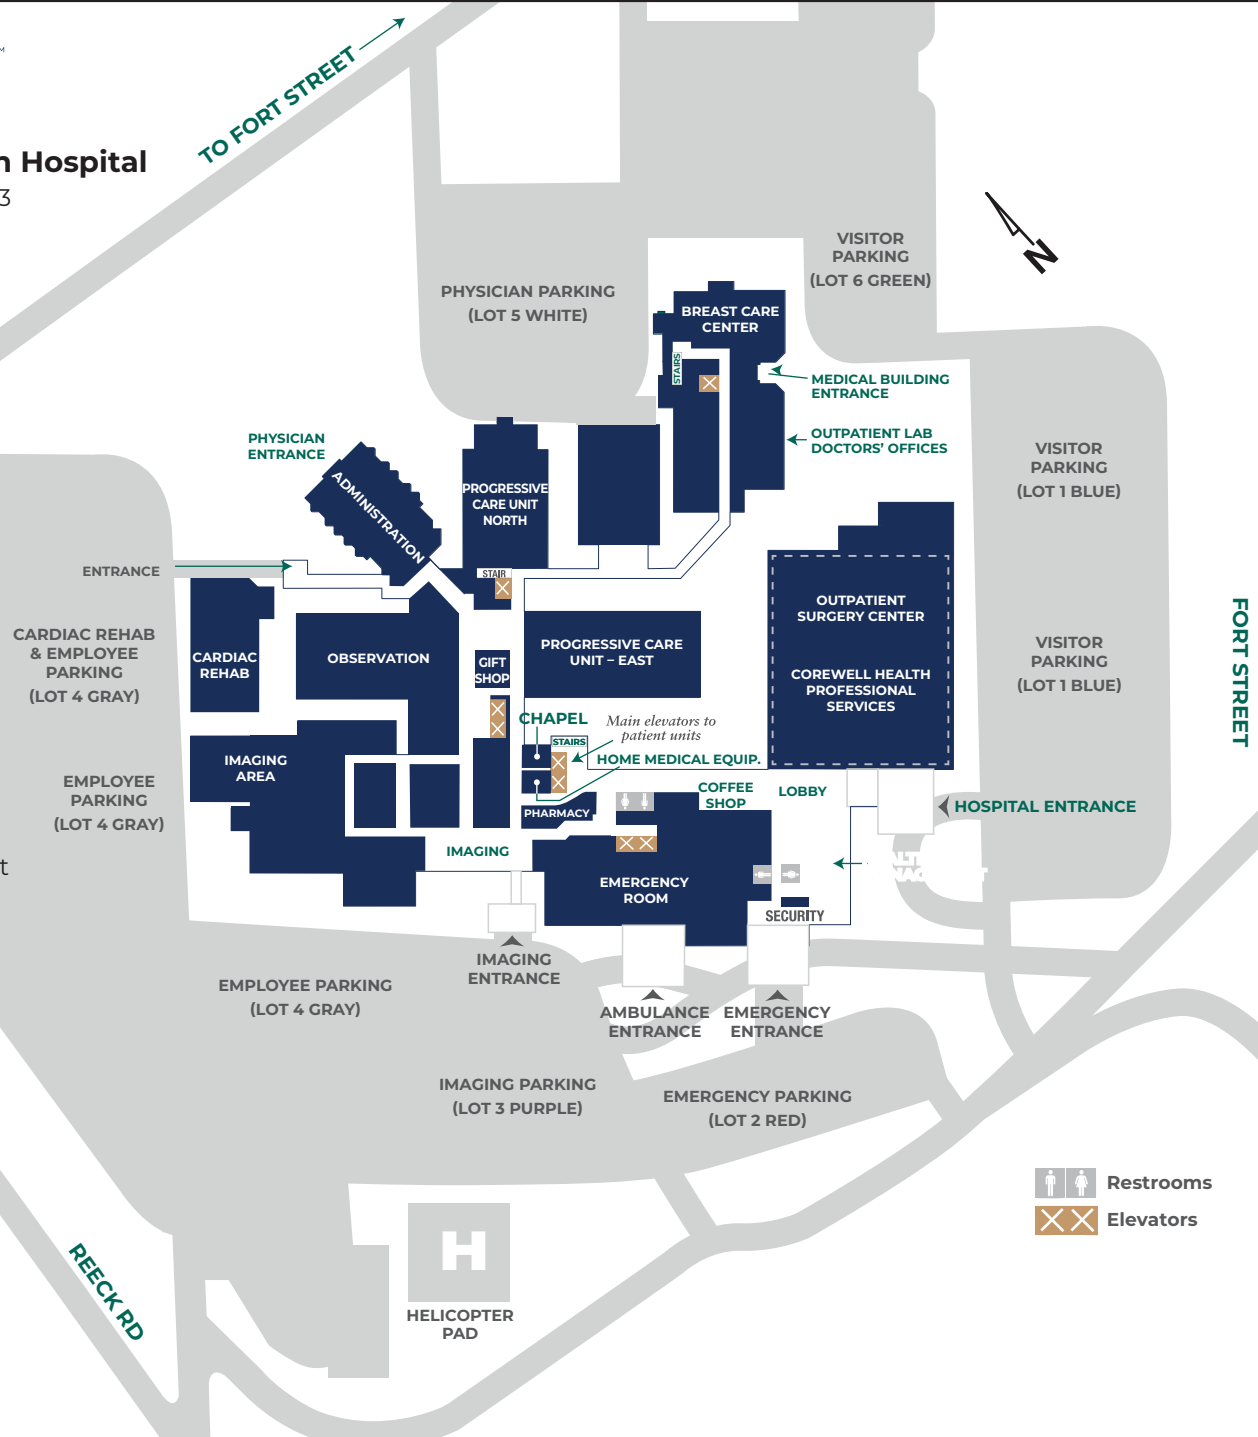 M
TO FORT STREET
Hospital
3
VISITOR
PARKING
(LOT 6 GREEN)
N
PHYSICIAN PARKING
(LOT 5 WHITE)
BREAST CARE
CENTER
STAIRS
MEDICAL BUILDING
ENTRANCE
OUTPATIENT LAB
DOCTORS' OFFICES
PHYSICIAN
ENTRANCE
ADMINISTRATION
PROGRESSIVE
CARE UNIT
NORTH
VISITOR
PARKING
(LOT 1 BLUE)
ENTRANCE
STAIR
CARDIAC REHAB
& EMPLOYEE
PARKING
(LOT 4 GRAY)
CARDIAC
REHAB
OBSERVATION
GIFT
SHOP
PROGRESSIVE CARE
UNIT – EAST
OUTPATIENT
SURGERY CENTER
COREWELL HEALTH
PROFESSIONAL
SERVICES
VISITOR
PARKING
(LOT 1 BLUE)
FORT STREET
CHAPEL
Main elevators to
patient units
STAIRS
HOME MEDICAL EQUIP.
IMAGING
AREA
EMPLOYEE
PARKING
(LOT 4 GRAY)
COFFEE
SHOP
LOBBY
HOSPITAL ENTRANCE
PHARMACY
IMAGING
t
EMERGENCY
ROOM
SECURITY
IMAGING
ENTRANCE
EMPLOYEE PARKING
(LOT 4 GRAY)
AMBULANCE
ENTRANCE
EMERGENCY
ENTRANCE
IMAGING PARKING
(LOT 3 PURPLE)
EMERGENCY PARKING
(LOT 2 RED)
Restrooms
Elevators
REECK RD
H
HELICOPTER
PAD